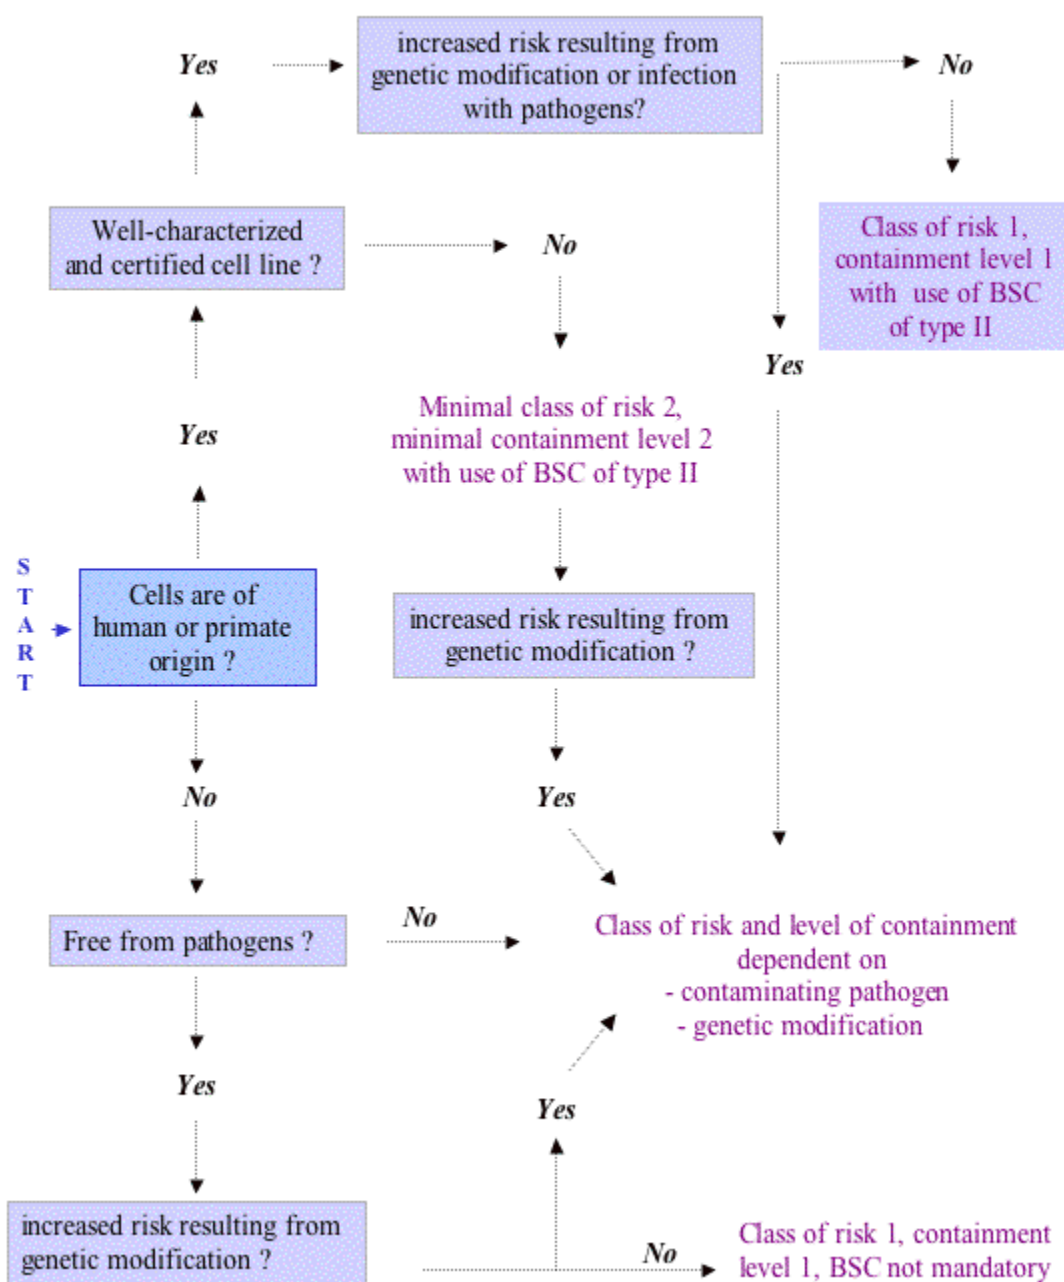 Yes
increased risk resulting from
genetic modification or infection
with pathogens?
No
Well-characterized
and certified cell line ?
No
Class of risk 1,
containment level 1
with use of BSC
of type II
Yes
Yes
Minimal class of risk 2,
minimal containment level 2
with use of BSC of type II
S
T
A
R
T
Cells are of
human or primate
origin ?
increased risk resulting from
genetic modification ?
No
Yes
Free from pathogens ?
No
Class of risk and level of containment
dependent on
- contaminating pathogen
- genetic modification
Yes
Yes
increased risk resulting from
genetic modification ?
No
Class of risk 1, containment
level 1, BSC not mandatory